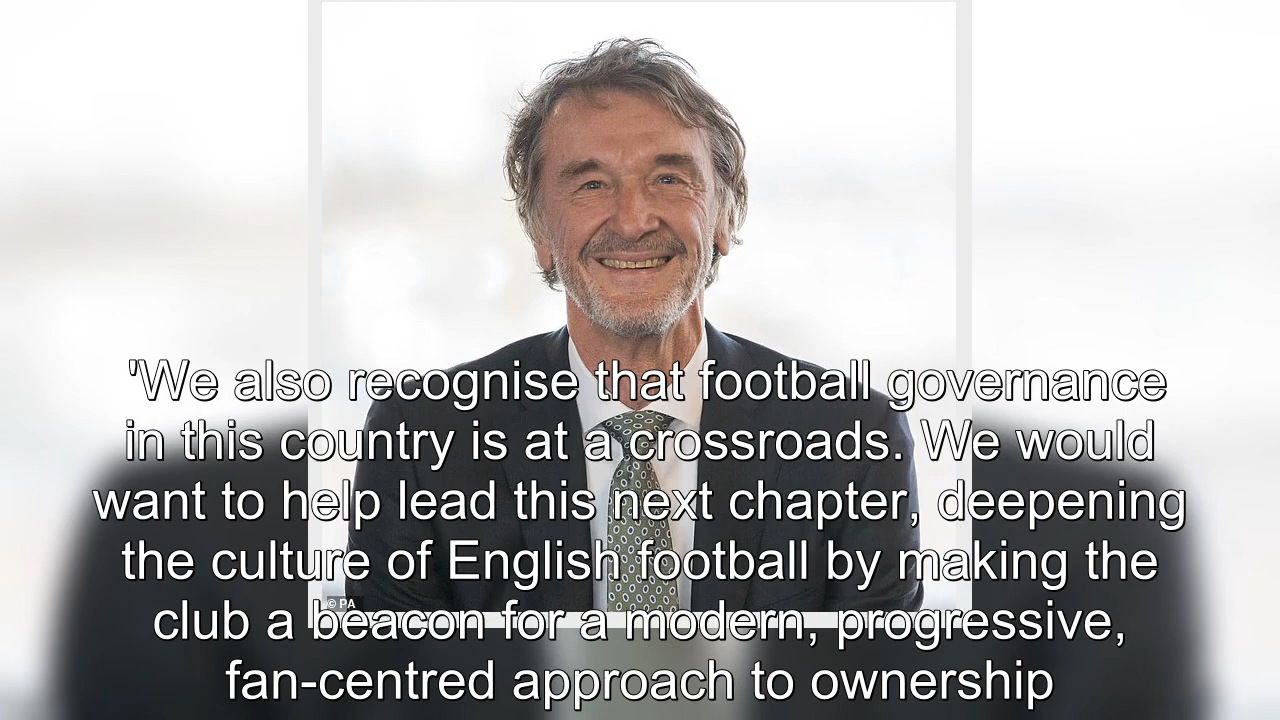 © PA
'We also recognise that football governance
in this country is at a crossroads. We would
want to help lead this next chapter, deepening
the culture of English football by making the
club a beacon for a modern, progressive,
fan-centred approach to ownership